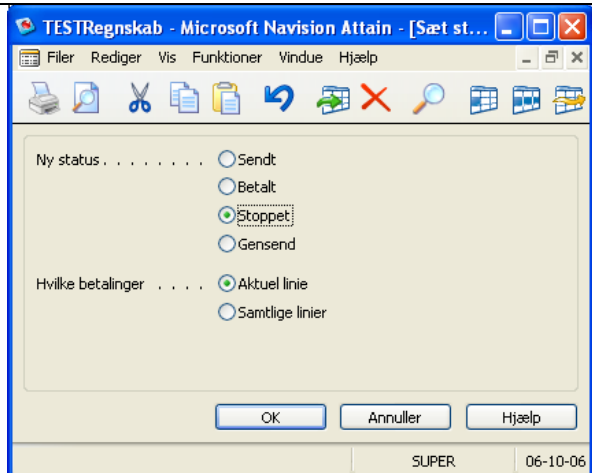 TESTRegnskab - Microsoft Navision Attain - [Sæt st...
Filer Rediger Vis Funktioner Vindue Hjælp
Ny status . . . . . . . . Sendt
Betalt
Stoppet
Gensend
Hvilke betalinger . . . . Aktuel linie
Samtlige linier
OK Annuller Hjælp
SUPER 06-10-06